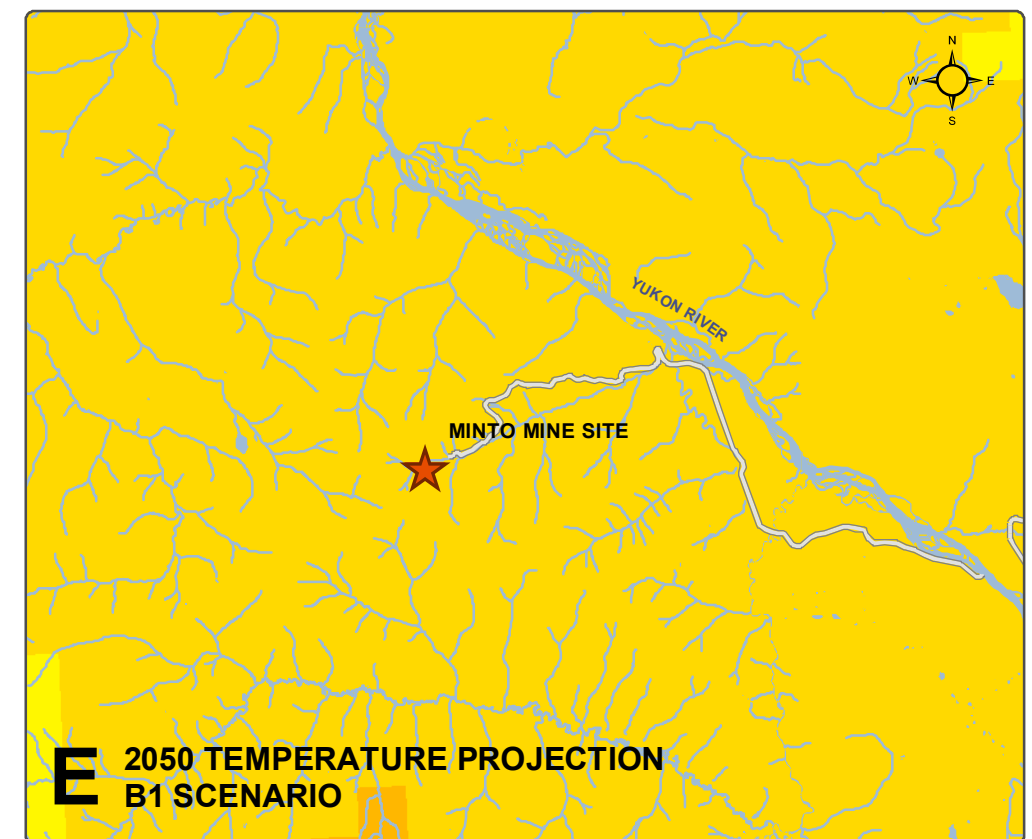 N
W E
S
YUKON RIVER
MINTO MINE SITE
E
2050 TEMPERATURE PROJECTION
B1 SCENARIO